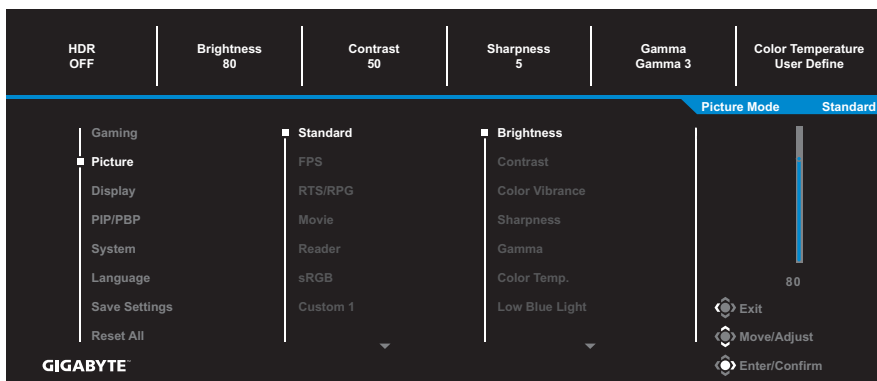 HDR
OFF
Brightness
80
Contrast
50
Sharpness
5
Gamma
Gamma 3
Color Temperature
User Define
Picture Mode Standard
Gaming
Picture
Display
PIP/PBP
System
Language
Save Settings
Reset All
Standard
FPS
RTS/RPG
Movie
Reader
sRGB
Custom 1
Brightness
Contrast
Color Vibrance
Sharpness
Gamma
Color Temp.
Low Blue Light
80
Exit
Move/Adjust
Enter/Confirm
GIGABYTE™